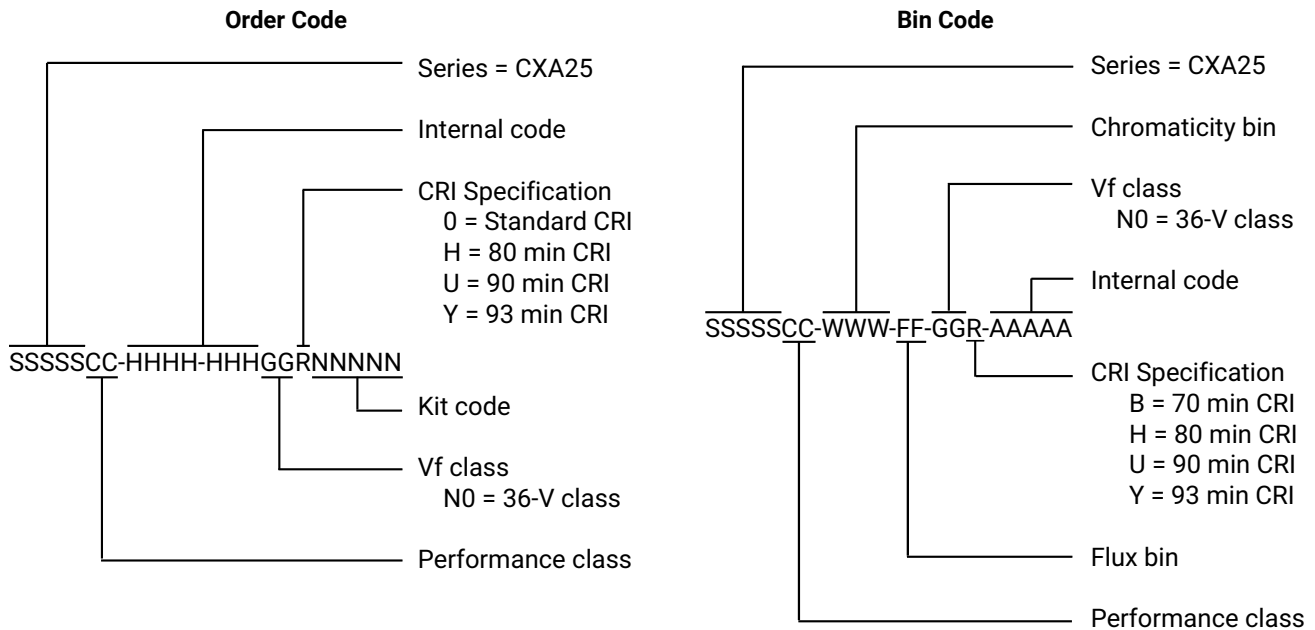 Order Code
Series = CXA25
Internal code
CRI Specification
0 = Standard CRI
H = 80 min CRI
U = 90 min CRI
Y = 93 min CRI
SSSSSCC-HHHH-HHHGGRNNNNN
Kit code
Vf class
N0 = 36-V class
Performance class
Bin Code
Series = CXA25
Chromaticity bin
Vf class
N0 = 36-V class
Internal code
SSSSSCC-WWW-FF-GGR-AAAAA
CRI Specification
B = 70 min CRI
H = 80 min CRI
U = 90 min CRI
Y = 93 min CRI
Flux bin
Performance class